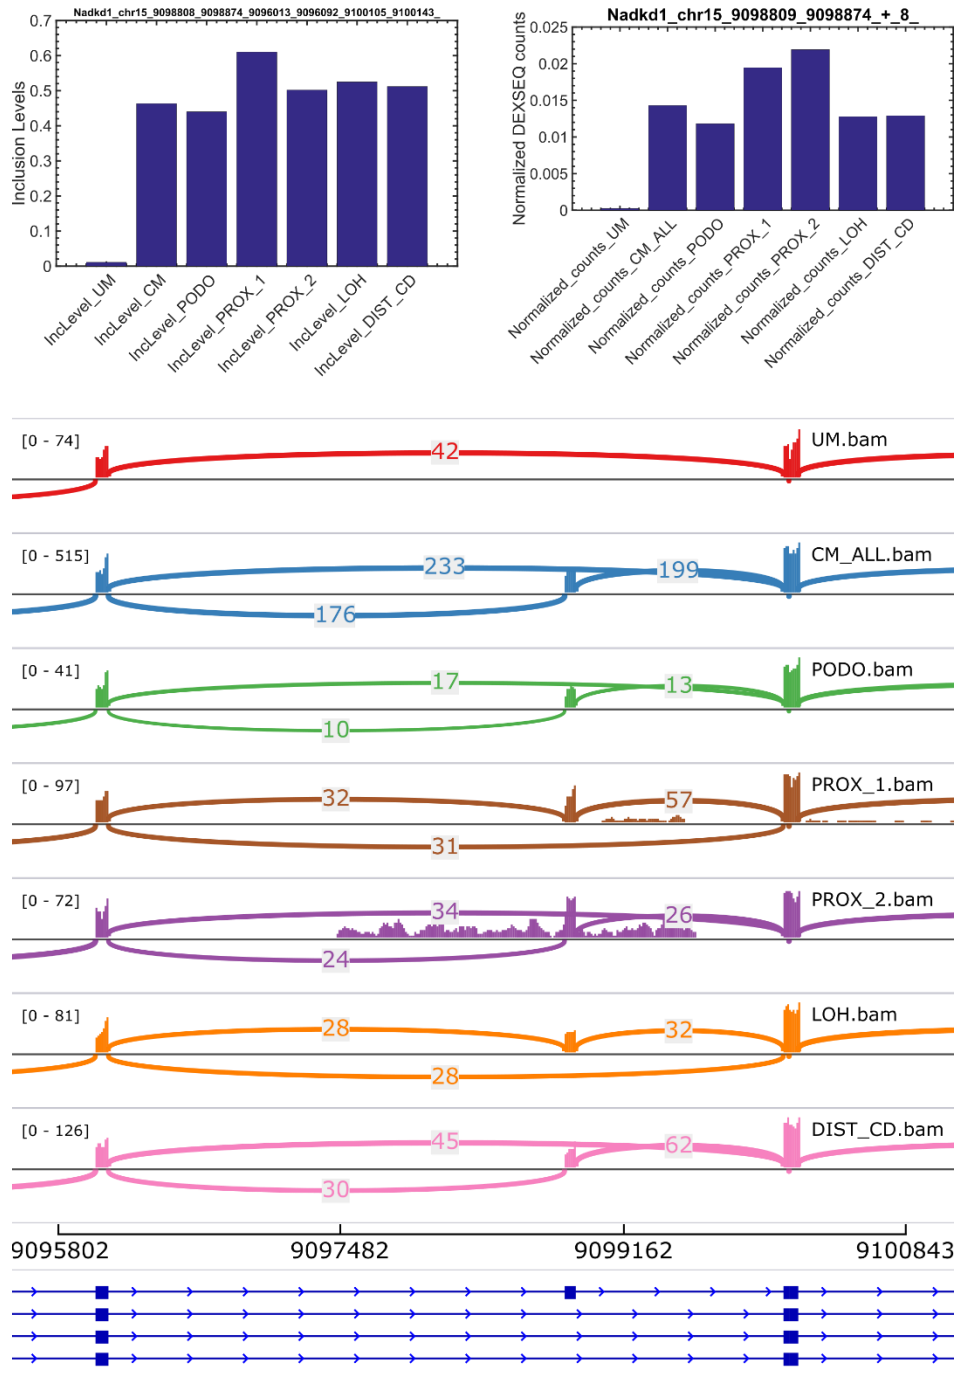 Nadkd1_chr15_9098808_9098874_9096013_9096092_9100105_9100143_
Inclusion Levels
0.7
0.6
0.5
0.4
0.3
0.2
0.1
0
IncLevel_UM
IncLevel_CM
IncLevel_PODO
IncLevel_PROX_1
IncLevel_PROX_2
IncLevel_LOH
IncLevel_DIST_CD
Nadkd1_chr15_9098809_9098874_+_8_
Normalized DEXSEQ counts
0.025
0.02
0.015
0.01
0.005
0
Normalized_counts_UM
Normalized_counts_CM_ALL
Normalized_counts_PODO
Normalized_counts_PROX_1
Normalized_counts_PROX_2
Normalized_counts_LOH
Normalized_counts_DIST_CD
[0 - 74] 42 UM.bam
[0 - 515] 233 199 CM_ALL.bam
176
[0 - 41] 17 13 PODO.bam
10
[0 - 97] 32 57 PROX_1.bam
31
[0 - 72] 34 26 PROX_2.bam
24
[0 - 81] 28 32 LOH.bam
28
[0 - 126] 45 62 DIST_CD.bam
30
9095802 9097482 9099162 9100843